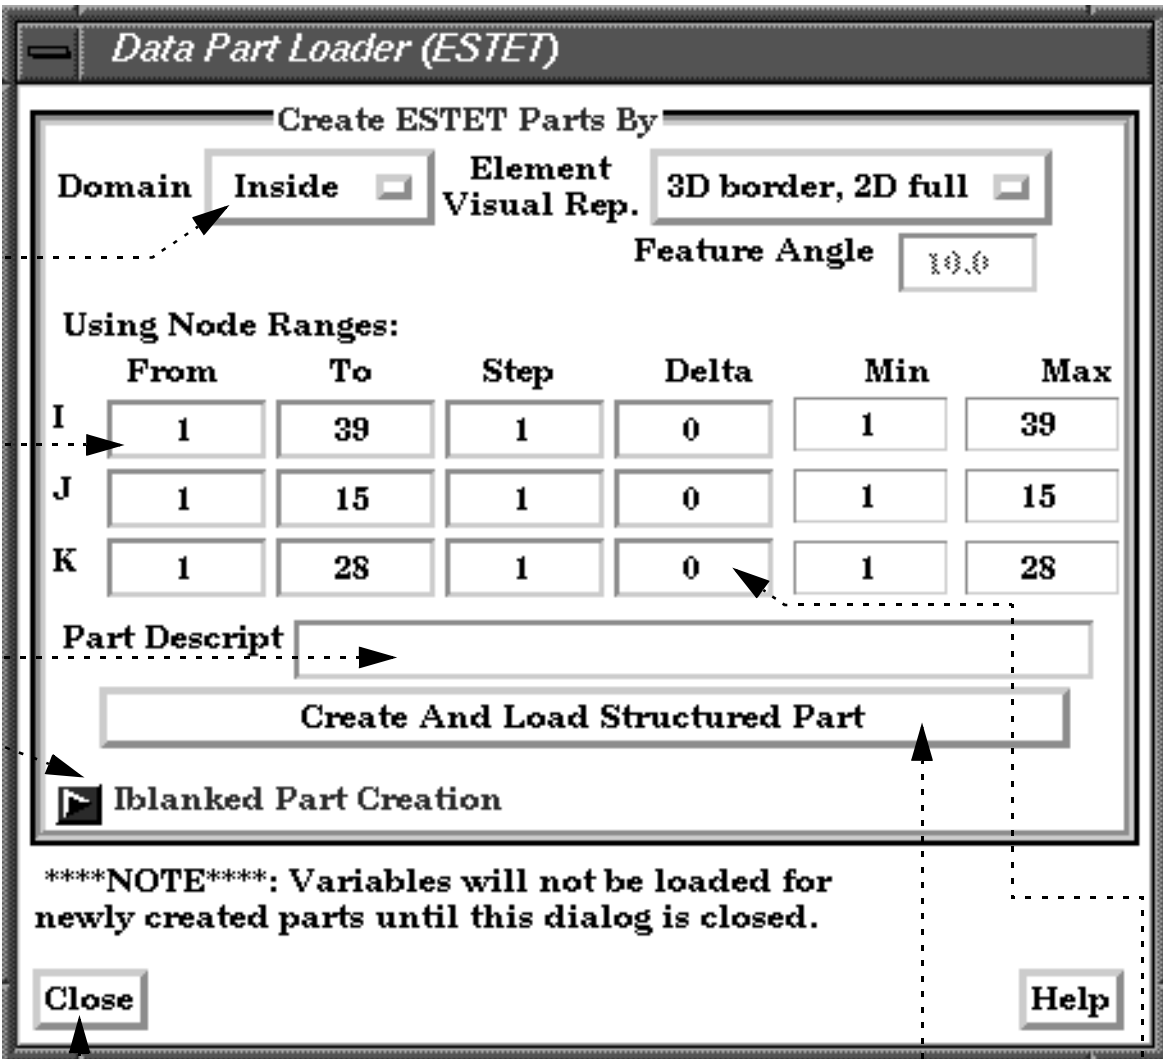 Data Part Loader (ESTET)
Create ESTET Parts By
Domain Inside Element Visual Rep. 3D border, 2D full
Feature Angle 10.0
Using Node Ranges:
From To Step Delta Min Max
I 1 39 1 0 1 39
J 1 15 1 0 1 15
K 1 28 1 0 1 28
Part Descript
Create And Load Structured Part
Iblanked Part Creation
****NOTE****: Variables will not be loaded for
newly created parts until this dialog is closed.
Close Help